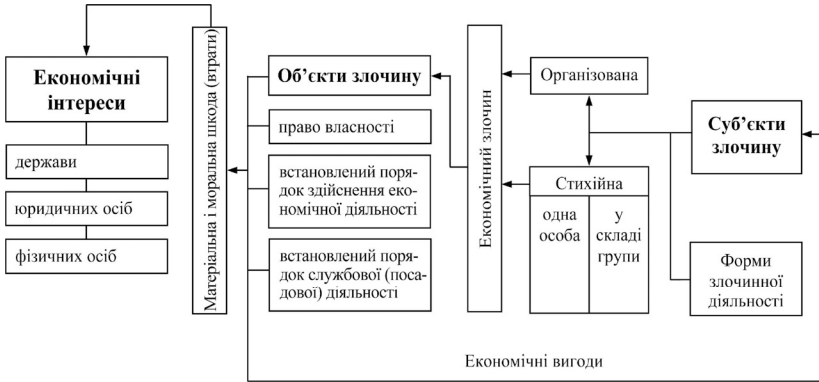 Економічні
інтереси
держави
юридичних осіб
фізичних осіб
Матеріальна і моральна шкода (втрати)
Об’єкти злочину
право власності
встановлений поря-
док здійснення еко-
номічної діяльності
встановлений поря-
док службової (поса-
дової) діяльності
Економічний злочин
Організована
Стихійна
одна
особа
у
складі
групи
Суб’єкти
злочину
Форми
злочинної
діяльності
Економічні вигоди